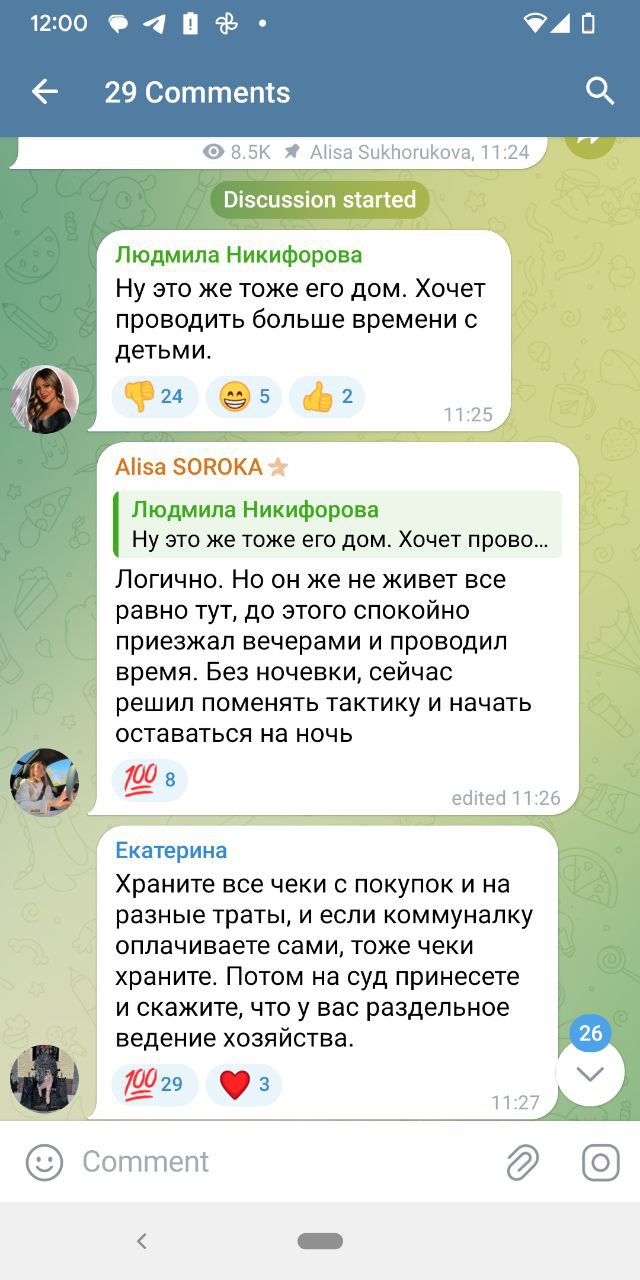 12:00
29 Comments
8.5K Alisa Sukhorukova, 11:24
Discussion started
Людмила Никифорова
Ну это же тоже его дом. Хочет
проводить больше времени с
детьми.
24 5 2
11:25
Alisa SOROKA
Людмила Никифорова
Ну это же тоже его дом. Хочет прово...
Логично. Но он же не живет все
равно тут, до этого спокойно
приезжал вечерами и проводил
время. Без ночевки, сейчас
решил поменять тактику и начать
оставаться на ночь
100 8
edited 11:26
Екатерина
Храните все чеки с покупок и на
разные траты, и если коммуналку
оплачиваете сами, тоже чеки
храните. Потом на суд принесете
и скажите, что у вас раздельное
ведение хозяйства.
26
100 29 3
11:27
Comment